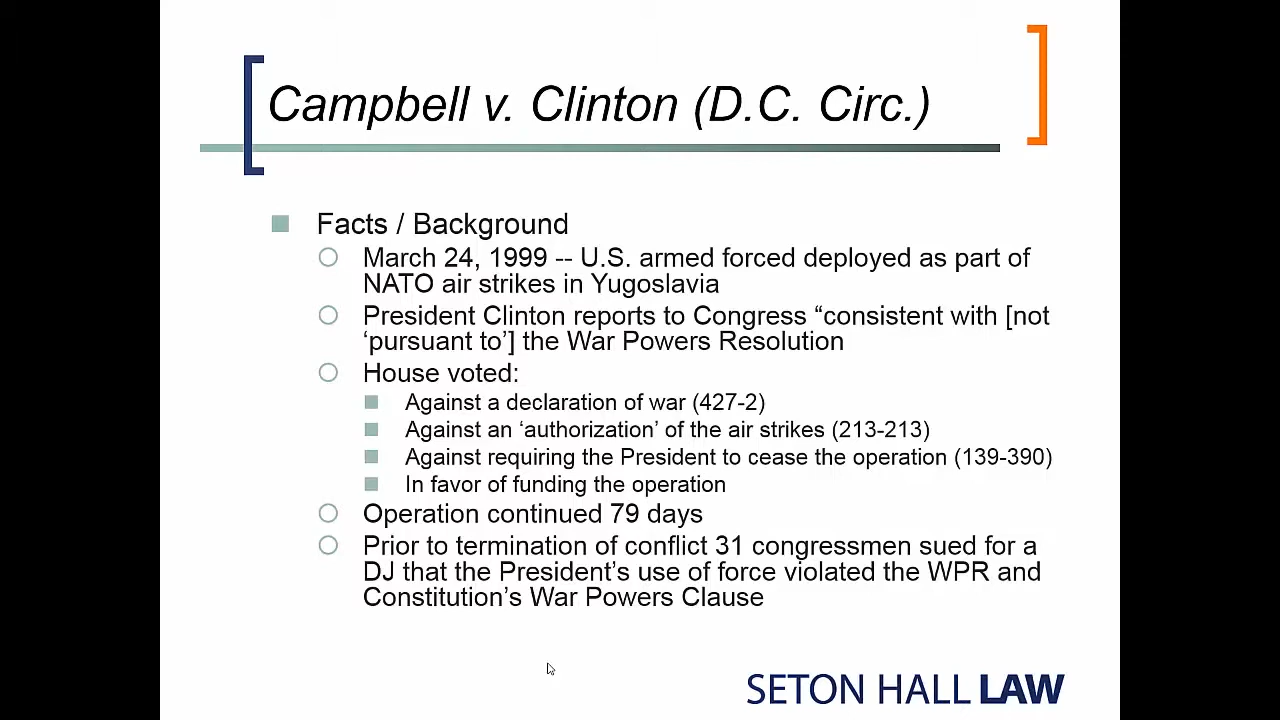 Campbell v. Clinton (D.C. Circ.)
Facts / Background
March 24, 1999 -- U.S. armed forced deployed as part of
NATO air strikes in Yugoslavia
President Clinton reports to Congress “consistent with [not
‘pursuant to’] the War Powers Resolution
House voted:
Against a declaration of war (427-2)
Against an ‘authorization’ of the air strikes (213-213)
Against requiring the President to cease the operation (139-390)
In favor of funding the operation
Operation continued 79 days
Prior to termination of conflict 31 congressmen sued for a
DJ that the President’s use of force violated the WPR and
Constitution’s War Powers Clause
SETON HALL LAW